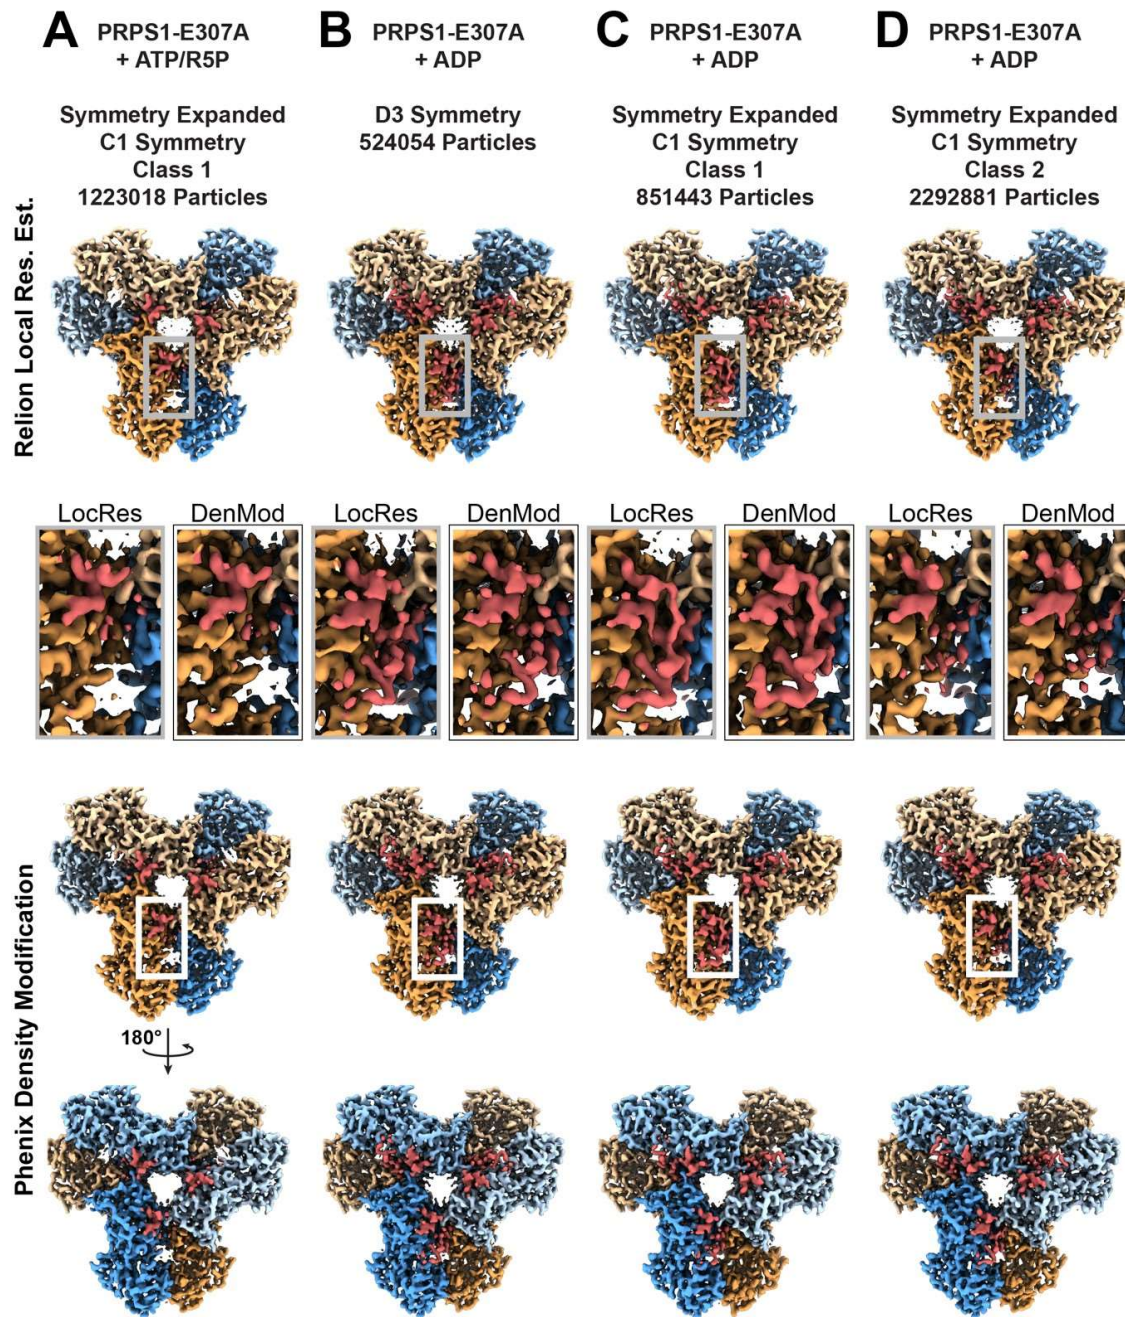 A PRPS1-E307A
+ ATP/R5P
Symmetry Expanded
C1 Symmetry
Class 1
1223018 Particles
B PRPS1-E307A
+ ADP
D3 Symmetry
524054 Particles
C PRPS1-E307A
+ ADP
Symmetry Expanded
C1 Symmetry
Class 1
851443 Particles
D PRPS1-E307A
+ ADP
Symmetry Expanded
C1 Symmetry
Class 2
2292881 Particles
Relion Local Res. Est.
LocRes DenMod LocRes DenMod LocRes DenMod LocRes DenMod
Phenix Density Modification
180°